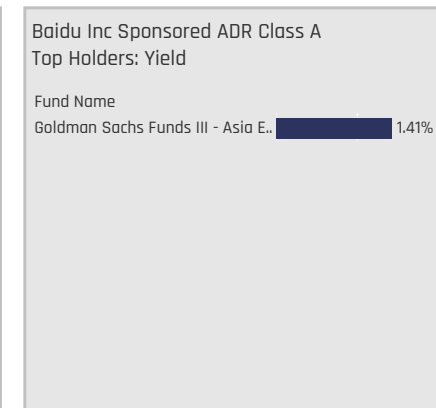 Baidu Inc Sponsored ADR Class A
Top Holders: Yield
Fund Name
Goldman Sachs Funds III - Asia E.. 1.41%